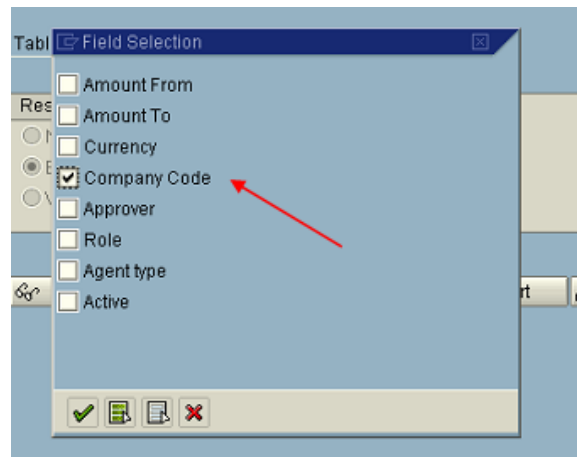 Tabl
Field Selection
Amount From
Res
Amount To
Currency
Company Code
Approver
Role
Agent type
rt
Active